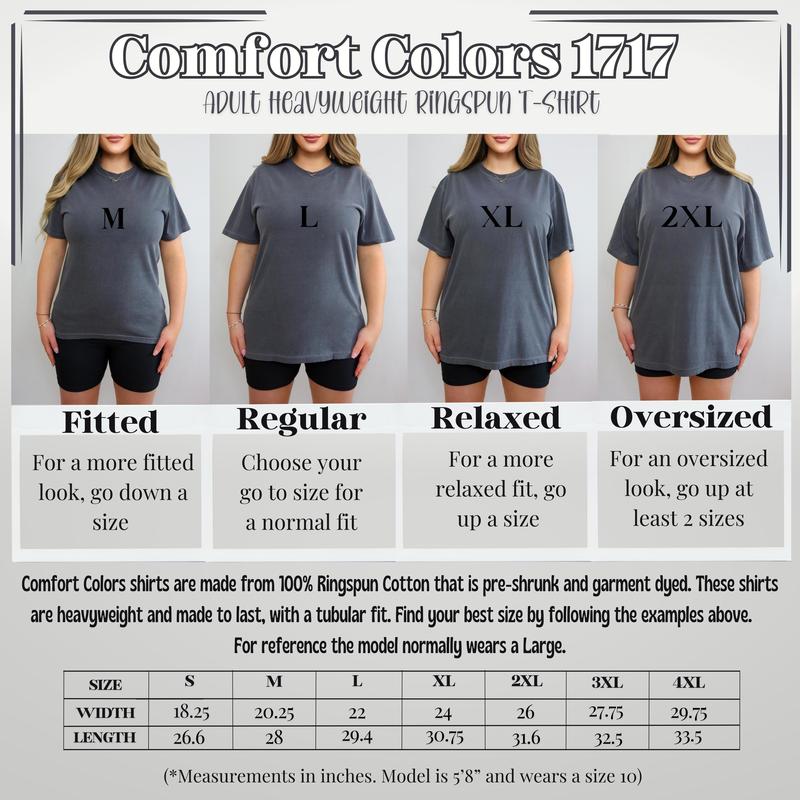 Comfort Colors 1717
ADULT HEAVYWEIGHT RINGSPUN T-SHIRT
M L XL 2XL
Fitted Regular Relaxed Oversized
For a more fitted
look, go down a
size
Choose your
go to size for
a normal fit
For a more
relaxed fit, go
up a size
For an oversized
look, go up at
least 2 sizes
Comfort Colors shirts are made from 100% Ringspun Cotton that is pre-shrunk and garment dyed. These shirts
are heavyweight and made to last, with a tubular fit. Find your best size by following the examples above.
For reference the model normally wears a Large.
SIZE S M L XL 2XL 3XL 4XL
WIDTH 18.25 20.25 22 24 26 27.75 29.75
LENGTH 26.6 28 29.4 30.75 31.6 32.5 33.5
(*Measurements in inches. Model is 5’8” and wears a size 10)